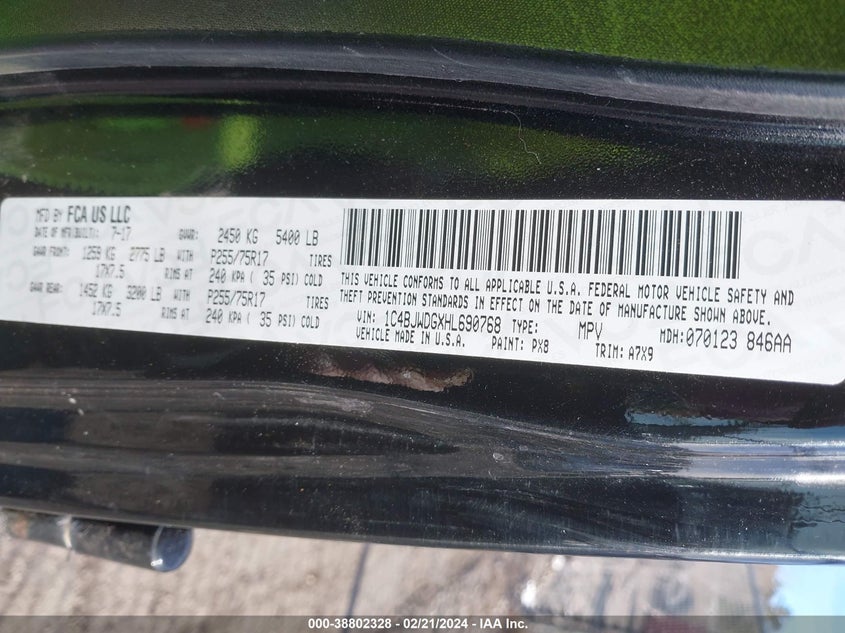 MFD BY FCA US LLC
DATE OF MFR/BUILT: 7-17 GVWR: 2450 KG 5400 LB
GAWR FRONT: 1259 KG 2775 LB WITH P255/75R17 TIRES
17X7.5 RIMS AT 240 KPA ( 35 PSI) COLD
GAWR REAR: 1452 KG 3200 LB WITH P255/75R17 TIRES
17X7.5 RIMS AT 240 KPA ( 35 PSI) COLD
THIS VEHICLE CONFORMS TO ALL APPLICABLE U.S.A. FEDERAL MOTOR VEHICLE SAFETY AND
THEFT PREVENTION STANDARDS IN EFFECT ON THE DATE OF MANUFACTURE SHOWN ABOVE.
VIN: 1C4BJWDGXHL690768 TYPE: MPV MDH:070123 846AA
VEHICLE MADE IN U.S.A. PAINT: PX8 TRIM: A7X9
000-38802328 - 02/21/2024 - IAA Inc.